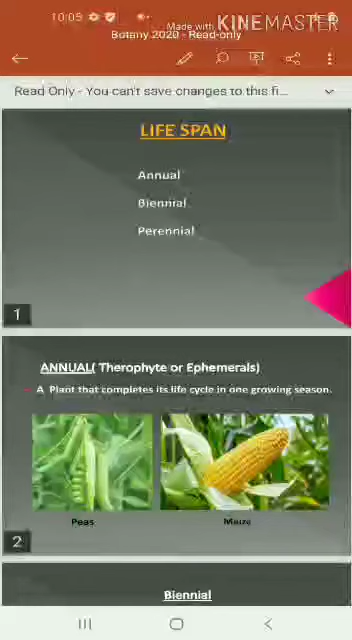 10:05
Made with KINEMASTER
Botany 2020 - Read-only
Read Only - You can't save changes to this fi...
LIFE SPAN
Annual
Biennial
Perennial
1
ANNUAL( Therophyte or Ephemerals)
A Plant that completes its life cycle in one growing season.
Peas
Maize
2
Biennial